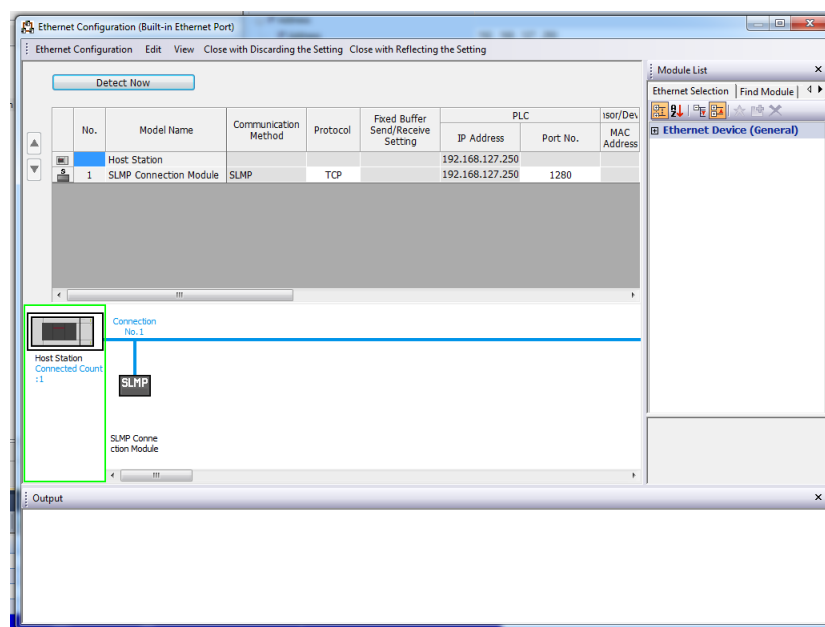 Ethernet Configuration (Built-in Ethernet Port)
Ethernet Configuration Edit View Close with Discarding the Setting Close with Reflecting the Setting
Detect Now
No. Model Name Communication Method Protocol Fixed Buffer Send/Receive Setting PLC IP Address Port No. MAC Address
Host Station 192.168.127.250
1 SLMP Connection Module SLMP TCP 192.168.127.250 1280
Connection
No.1
Host Station
Connected Count
:1
SLMP
SLMP Conne
ction Module
Module List
Ethernet Selection Find Module
Ethernet Device (General)
Output